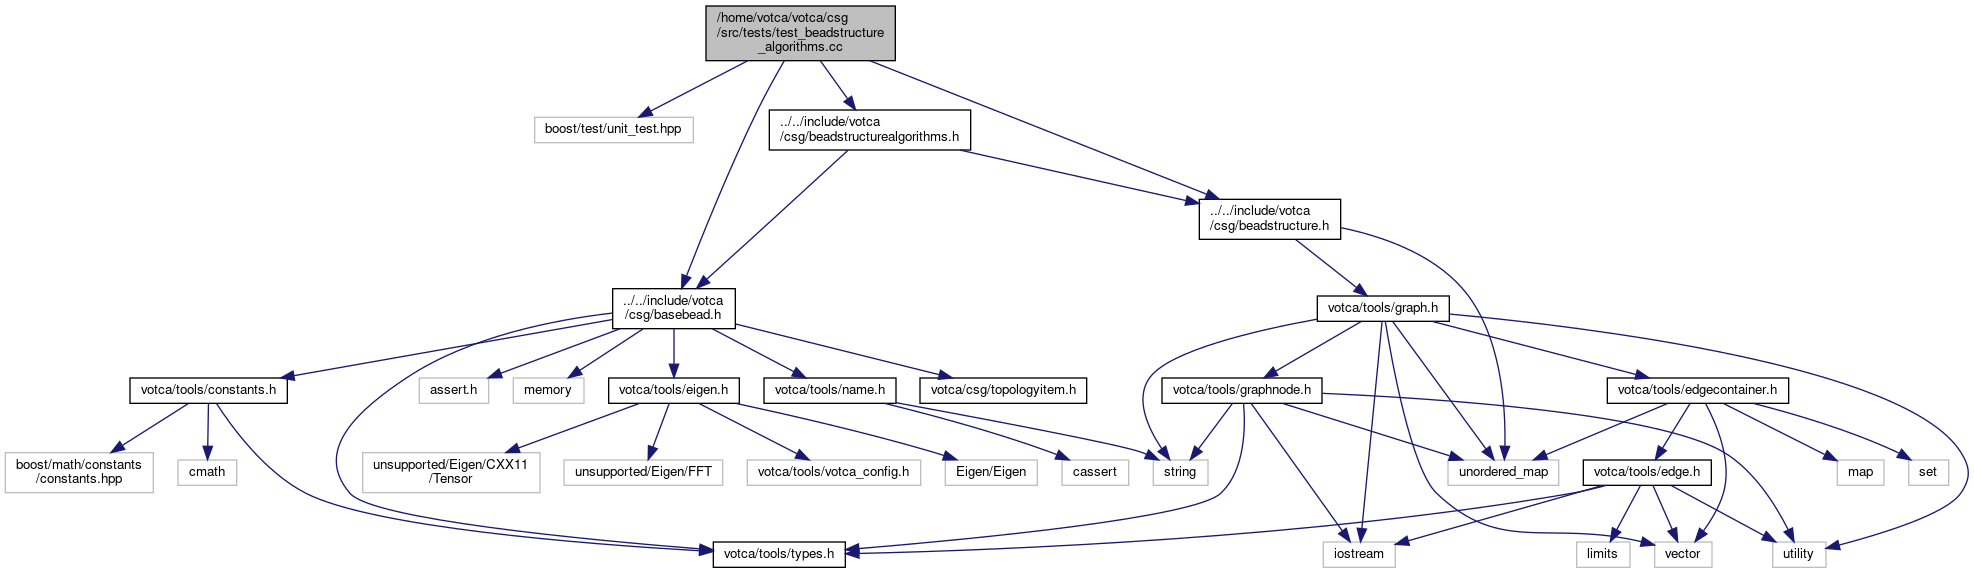 /home/votca/votca/csg
/src/tests/test_beadstructure
_algorithms.cc
boost/test/unit_test.hpp
../../include/votca
/csg/beadstructurealgorithms.h
../../include/votca
/csg/beadstructure.h
../../include/votca
/csg/basebead.h
votca/tools/graph.h
votca/tools/constants.h
assert.h
memory
votca/tools/eigen.h
votca/tools/name.h
votca/csg/topologyitem.h
votca/tools/graphnode.h
votca/tools/edgecontainer.h
boost/math/constants
/constants.hpp
cmath
unsupported/Eigen/CXX11
/Tensor
unsupported/Eigen/FFT
votca/tools/votca_config.h
Eigen/Eigen
cassert
string
unordered_map
votca/tools/edge.h
map
set
votca/tools/types.h
iostream
limits
vector
utility